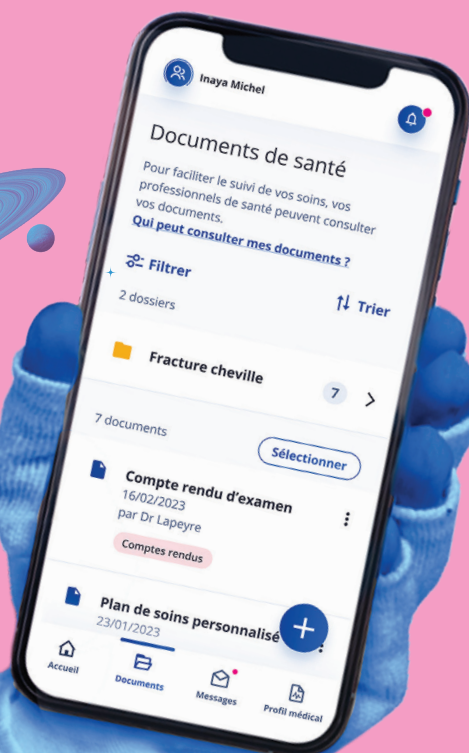 Inaya Michel
Documents de santé
Pour faciliter le suivi de vos soins, vos
professionnels de santé peuvent consulter
vos documents.
Qui peut consulter mes documents ?
Filtrer
Trier
2 dossiers
Fracture cheville
7
7 documents
Sélectionner
Compte rendu d'examen
16/02/2023
par Dr Lapeyre
Comptes rendus
Plan de soins personnalisé
23/01/2023
Accueil
Documents
Messages
Profil médical